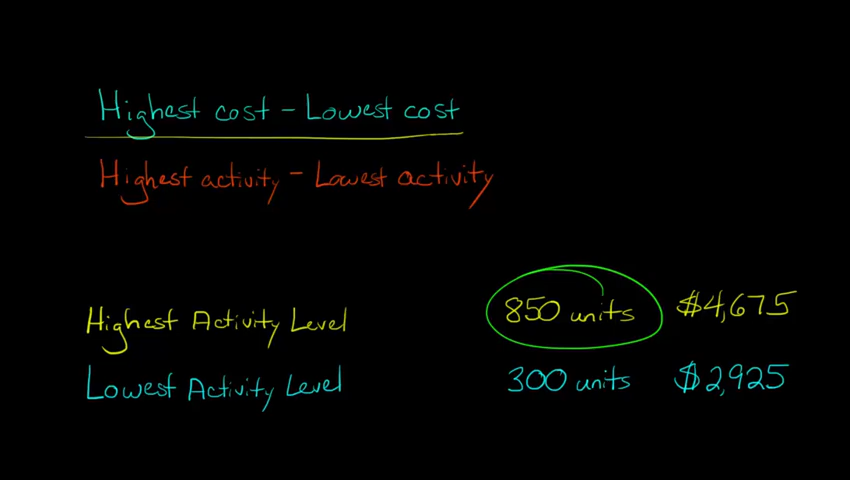 Highest cost - Lowest cost
Highest activity - Lowest activity
Highest Activity Level 850 units $4,675
Lowest Activity Level 300 units $2,925